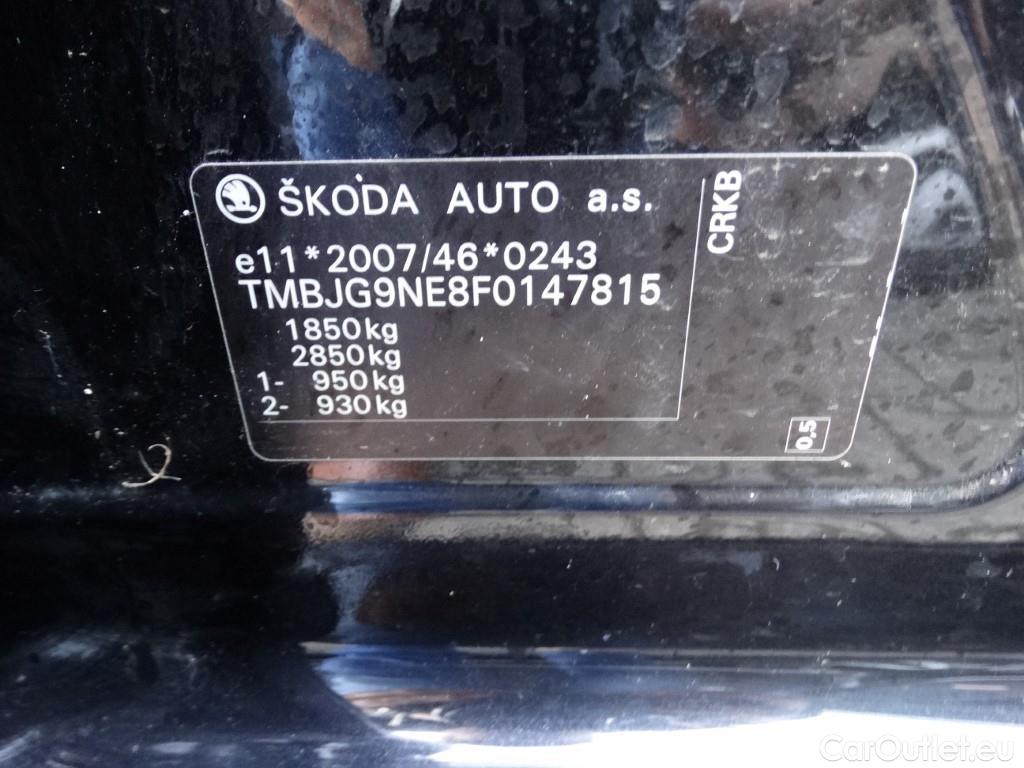 ŠKODA AUTO a.s.
e11*2007/46*0243
TMBJG9NE8F0147815
1850kg
2850kg
1- 950kg
2- 930kg
CRKB
0,5
CarOutlet.eu